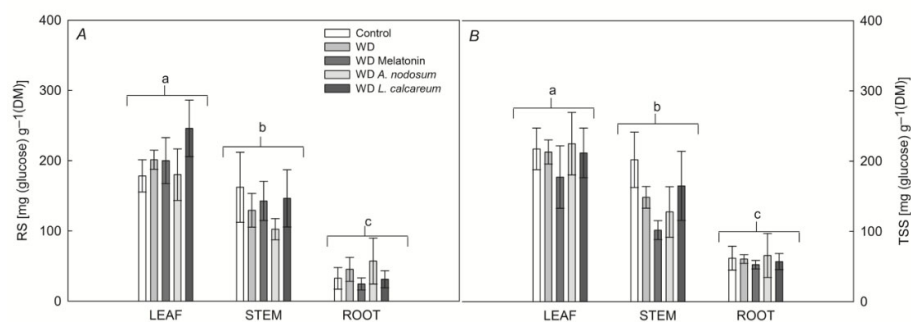 400
300
200
100
0
RS [mg (glucose) g−1(DM)]
A
Control
WD
WD Melatonin
WD A. nodosum
WD L. calcareum
a
b
c
LEAF STEM ROOT
B
a
b
c
LEAF STEM ROOT
400
300
200
100
0
TSS [mg (glucose) g−1(DM)]